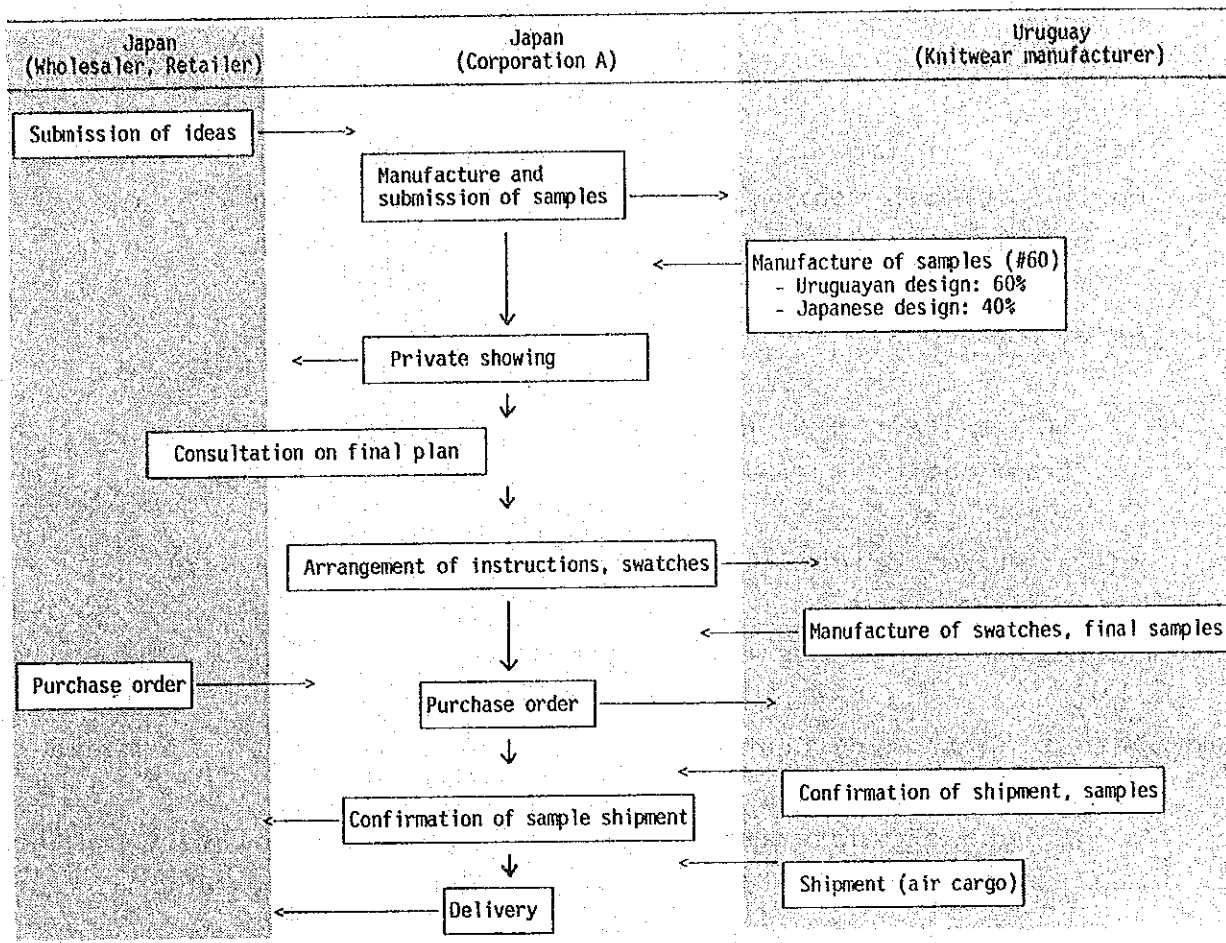 Japan
(Wholesaler, Retailer)
Japan
(Corporation A)
Uruguay
(Knitwear manufacturer)
Submission of ideas
Manufacture and
submission of samples
Manufacture of samples (#60)
- Uruguayan design: 60%
- Japanese design: 40%
Private showing
Consultation on final plan
Arrangement of instructions, swatches
Manufacture of swatches, final samples
Purchase order
Purchase order
Confirmation of shipment, samples
Confirmation of sample shipment
Shipment (air cargo)
Delivery